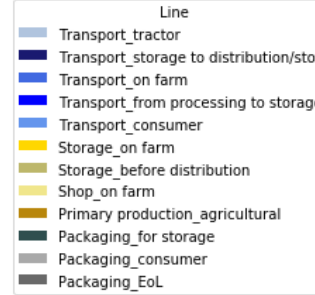 Line
Transport_tractor
Transport_storage to distribution/sto
Transport_on farm
Transport_from processing to storage
Transport_consumer
Storage_on farm
Storage_before distribution
Shop_on farm
Primary production_agricultural
Packaging_for storage
Packaging_consumer
Packaging_EoL